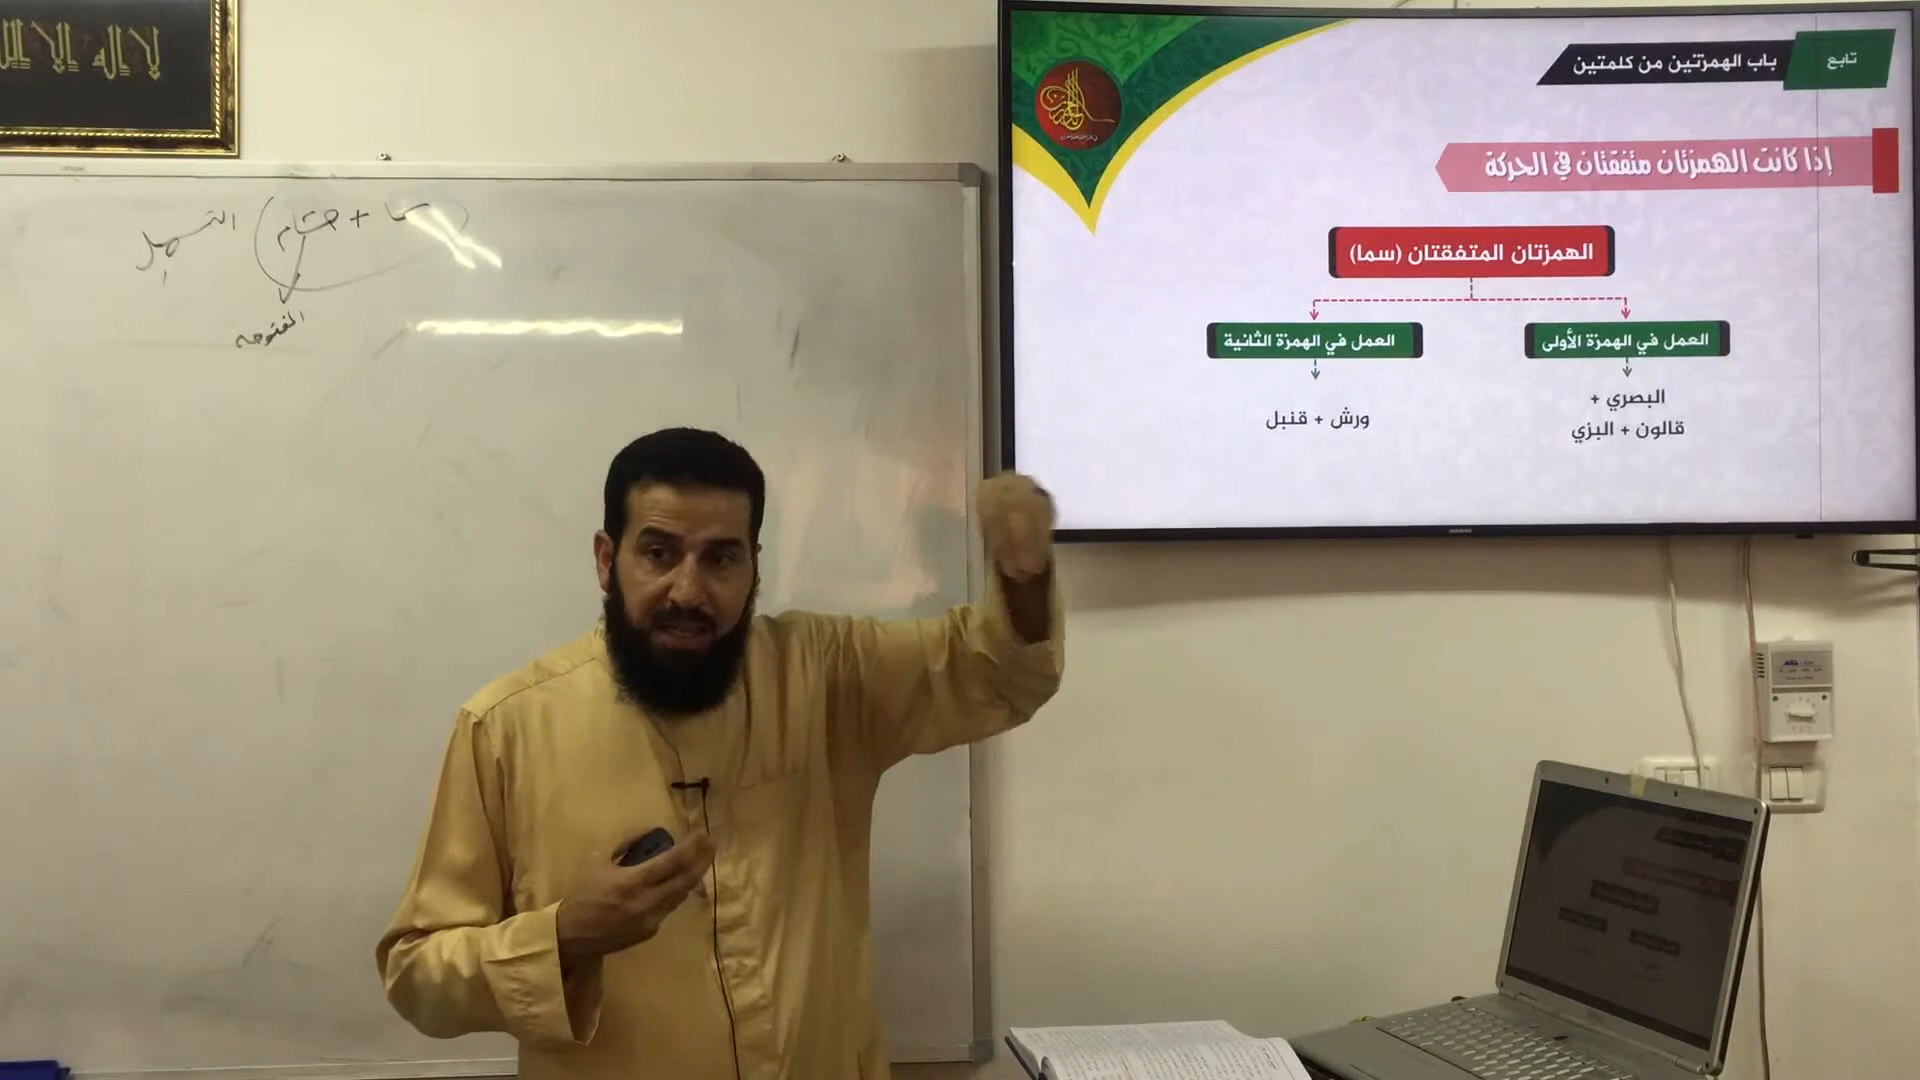 تابع
باب الهمزتين من كلمتين
إذا كانت الهمزتان متفقتان في الحركة
الهمزتان المتفقتان (سما)
العمل في الهمزة الأولى
العمل في الهمزة الثانية
البصري +
قالون + البزي
ورش + قنبل
سما + هشام
التسهيل
المفتوحه
لا إله إلا الله